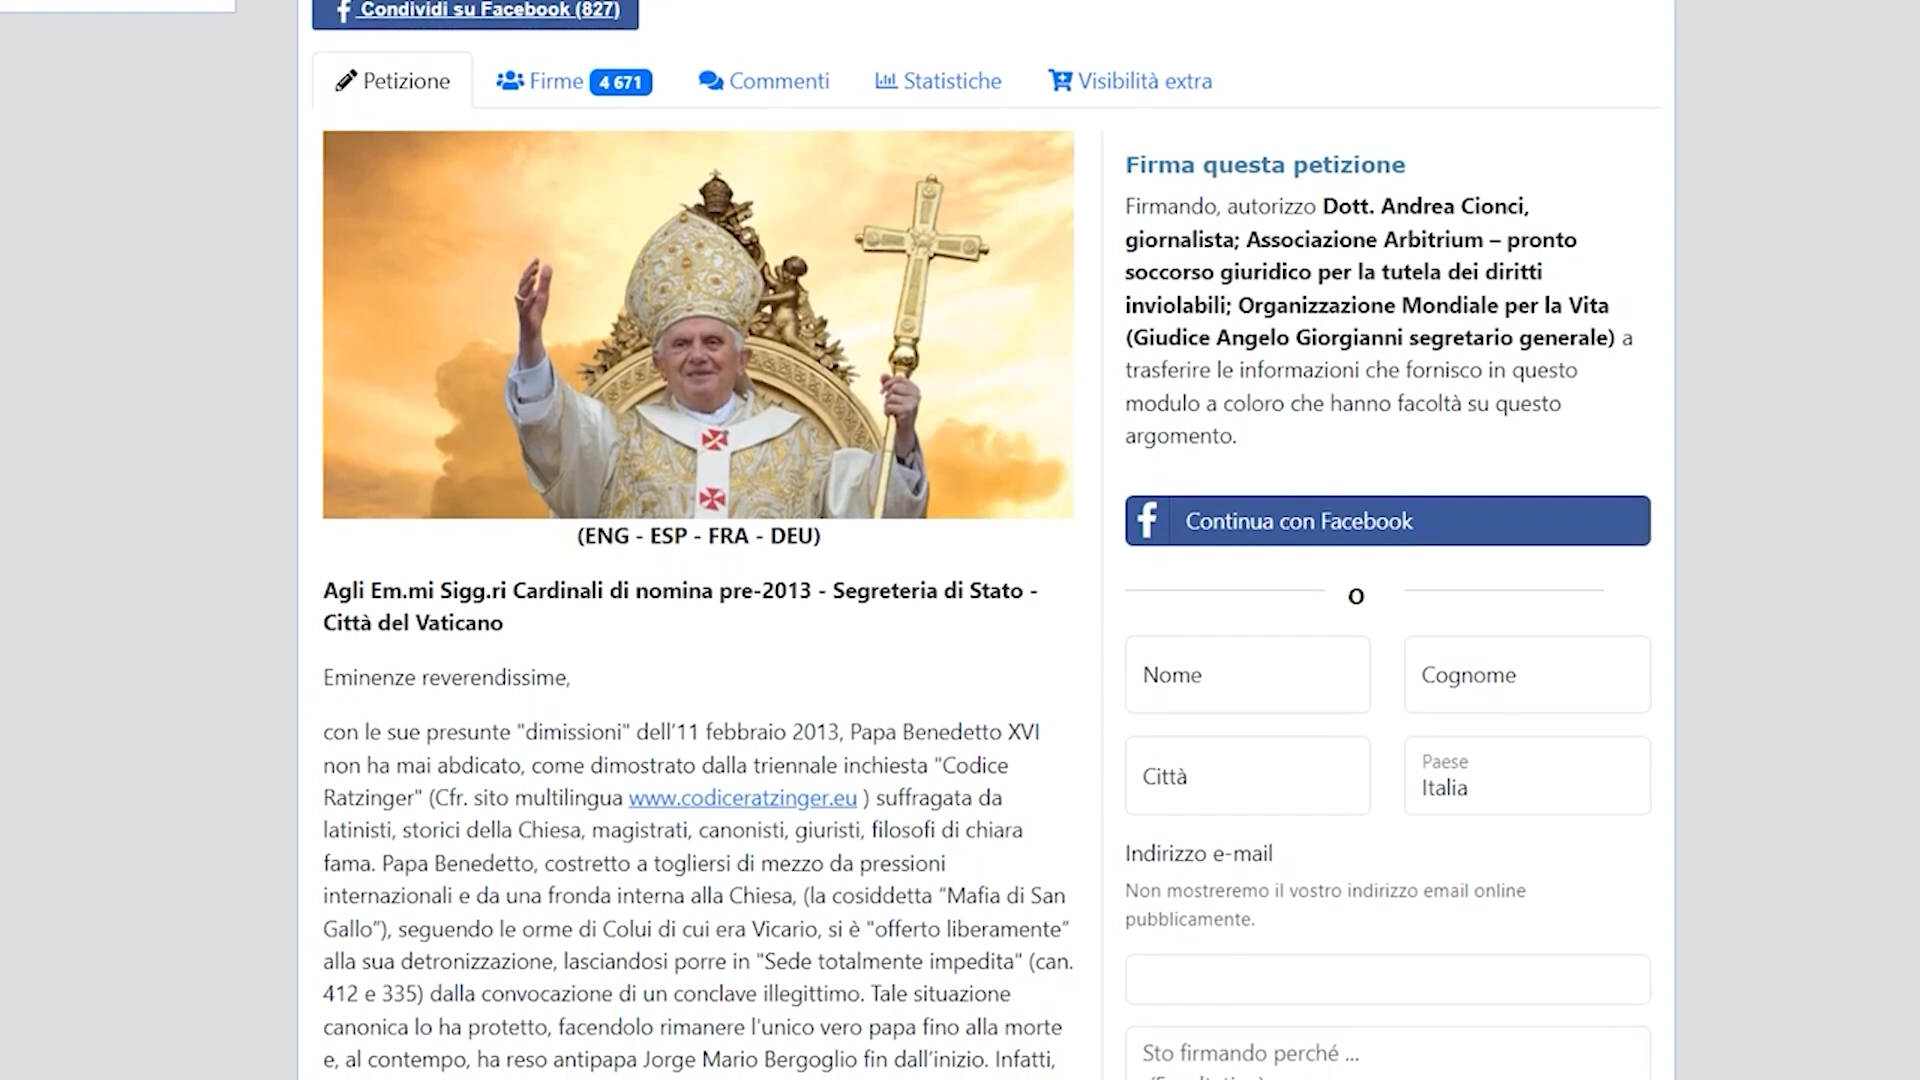 Condividi su Facebook (827)
Petizione
Firme 4 671
Commenti
Statistiche
Visibilità extra
(ENG - ESP - FRA - DEU)
Agli Em.mi Sigg.ri Cardinali di nomina pre-2013 - Segreteria di Stato -
Città del Vaticano
Eminenze reverendissime,
con le sue presunte "dimissioni" dell'11 febbraio 2013, Papa Benedetto XVI
non ha mai abdicato, come dimostrato dalla triennale inchiesta "Codice
Ratzinger" (Cfr. sito multilingua www.codiceratzinger.eu ) suffragata da
latinisti, storici della Chiesa, magistrati, canonisti, giuristi, filosofi di chiara
fama. Papa Benedetto, costretto a togliersi di mezzo da pressioni
internazionali e da una fronda interna alla Chiesa, (la cosiddetta “Mafia di San
Gallo”), seguendo le orme di Colui di cui era Vicario, si è "offerto liberamente”
alla sua detronizzazione, lasciandosi porre in "Sede totalmente impedita" (can.
412 e 335) dalla convocazione di un conclave illegittimo. Tale situazione
canonica lo ha protetto, facendolo rimanere l'unico vero papa fino alla morte
e, al contempo, ha reso antipapa Jorge Mario Bergoglio fin dall’inizio. Infatti,
Firma questa petizione
Firmando, autorizzo Dott. Andrea Cionci,
giornalista; Associazione Arbitrium – pronto
soccorso giuridico per la tutela dei diritti
inviolabili; Organizzazione Mondiale per la Vita
(Giudice Angelo Giorgianni segretario generale) a
trasferire le informazioni che fornisco in questo
modulo a coloro che hanno facoltà su questo
argomento.
Continua con Facebook
O
Nome
Cognome
Città
Paese
Italia
Indirizzo e-mail
Non mostreremo il vostro indirizzo email online
pubblicamente.
Sto firmando perché ...